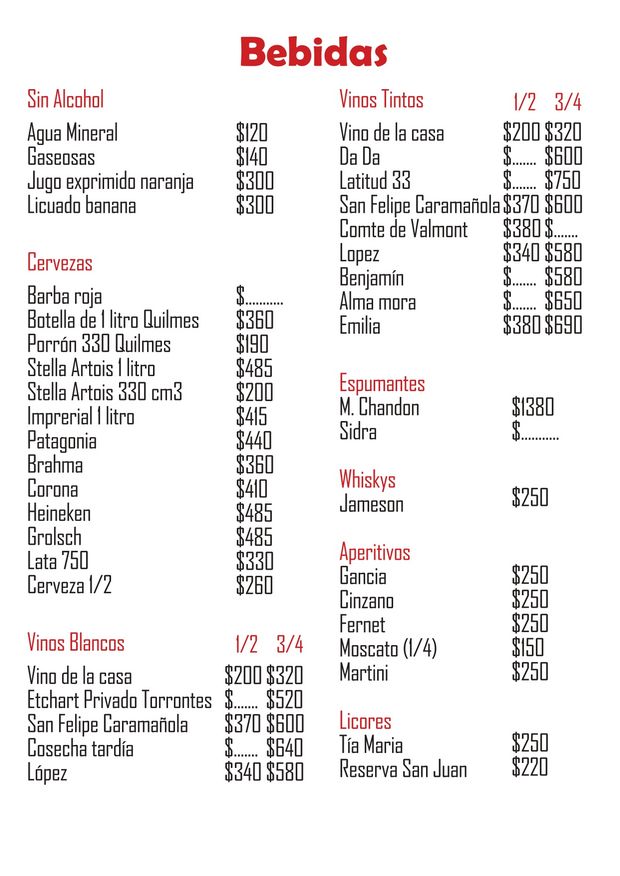 Bebidas
Sin Alcohol
Agua Mineral $120
Gaseosas $140
Jugo exprimido naranja $300
Licuado banana $300
Cervezas
Barba roja $...........
Botella de 1 litro Quilmes $360
Porrón 330 Quilmes $190
Stella Artois 1 litro $485
Stella Artois 330 cm3 $200
Imprerial 1 litro $415
Patagonia $440
Brahma $360
Corona $410
Heineken $485
Grolsch $485
Lata 750 $330
Cerveza 1/2 $260
Vinos Blancos 1/2 3/4
Vino de la casa $200 $320
Etchart Privado Torrontes $....... $520
San Felipe Caramañola $370 $600
Cosecha tardía $....... $640
López $340 $580
Vinos Tintos 1/2 3/4
Vino de la casa $200 $320
Da Da $....... $600
Latitud 33 $....... $750
San Felipe Caramañola $370 $600
Comte de Valmont $380 $.......
Lopez $340 $580
Benjamín $....... $580
Alma mora $....... $650
Emilia $380 $690
Espumantes
M. Chandon $1380
Sidra $...........
Whiskys
Jameson $250
Aperitivos
Gancia $250
Cinzano $250
Fernet $250
Moscato (1/4) $150
Martini $250
Licores
Tía Maria $250
Reserva San Juan $220